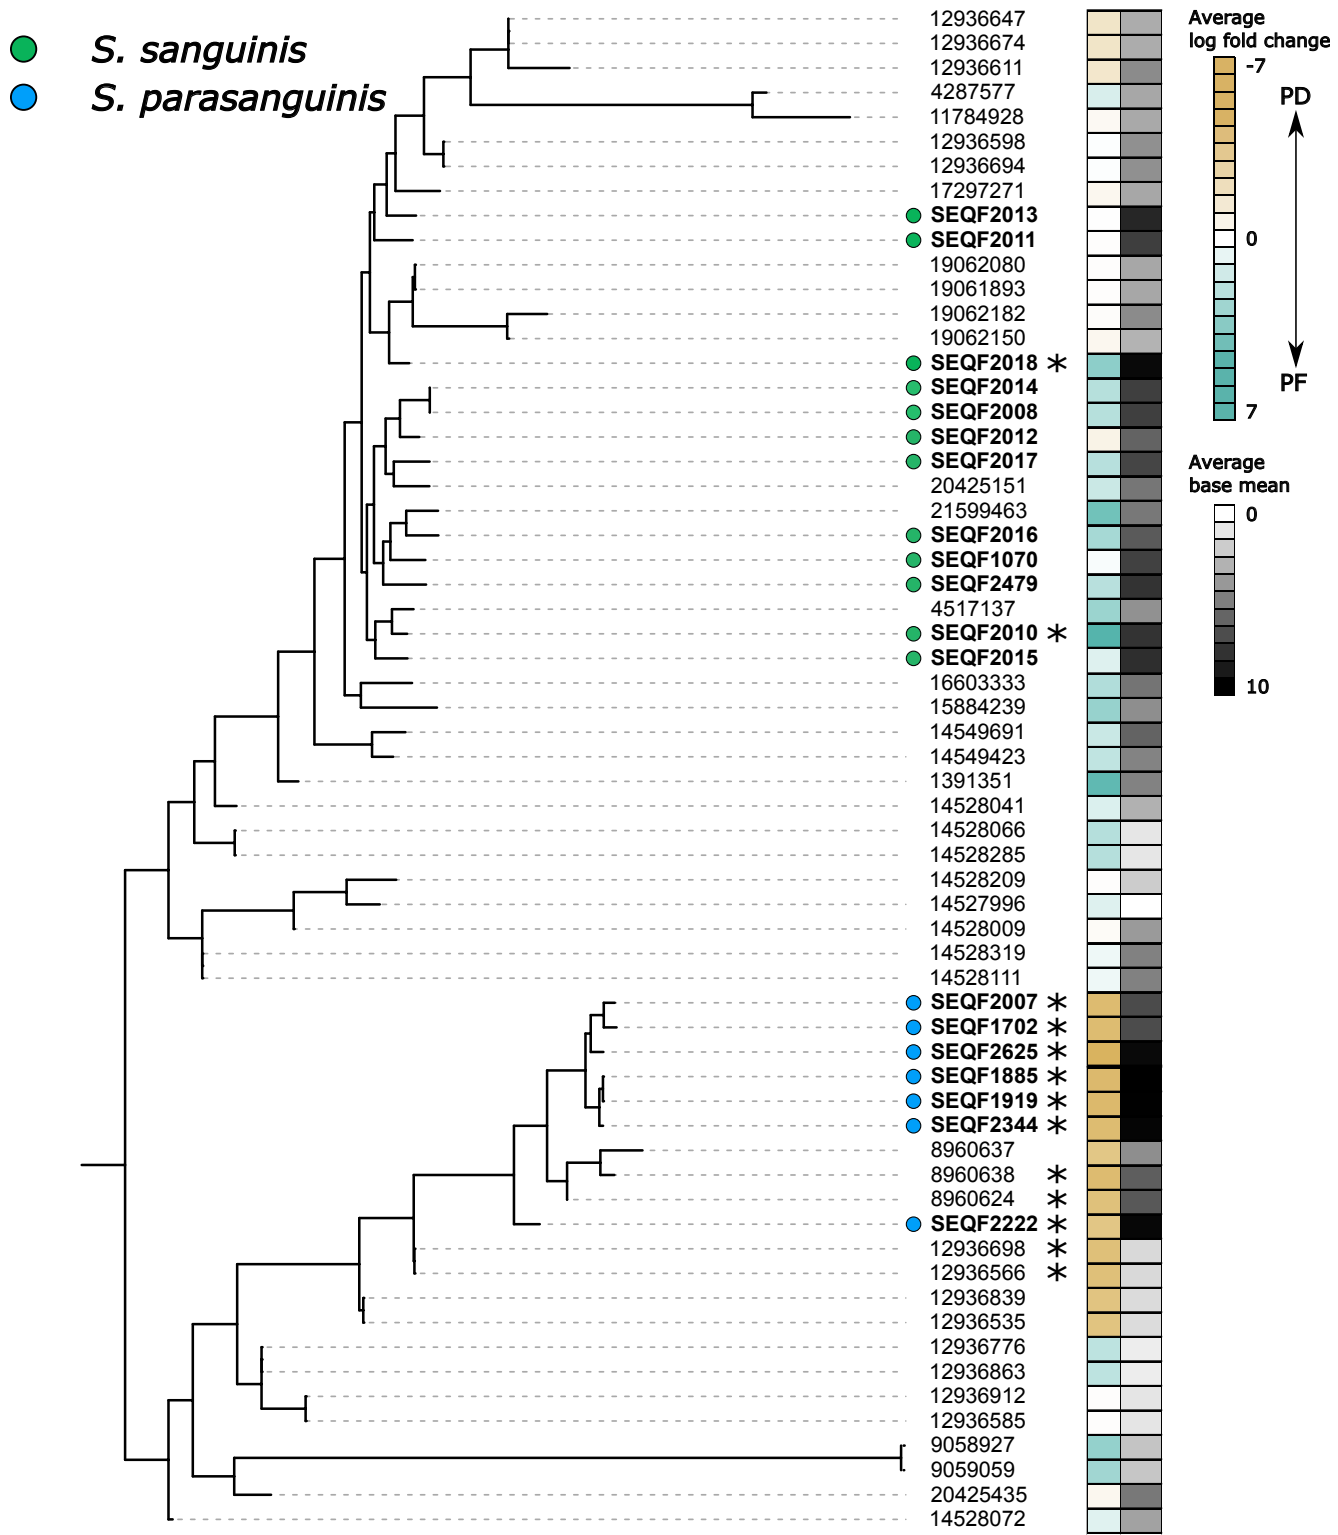 S. sanguinis
S. parasanguinis
12936647
12936674
12936611
4287577
11784928
12936598
12936694
17297271
SEQF2013
SEQF2011
19062080
19061893
19062182
19062150
SEQF2018 *
SEQF2014
SEQF2008
SEQF2012
SEQF2017
20425151
21599463
SEQF2016
SEQF1070
SEQF2479
4517137
SEQF2010 *
SEQF2015
16603333
15884239
14549691
14549423
1391351
14528041
14528066
14528285
14528209
14527996
14528009
14528319
14528111
SEQF2007 *
SEQF1702 *
SEQF2625 *
SEQF1885 *
SEQF1919 *
SEQF2344 *
8960637
8960638 *
8960624 *
SEQF2222 *
12936698 *
12936566 *
12936839
12936535
12936776
12936863
12936912
12936585
9058927
9059059
20425435
14528072
Average
log fold change
-7
PD
0
PF
7
Average
base mean
0
10